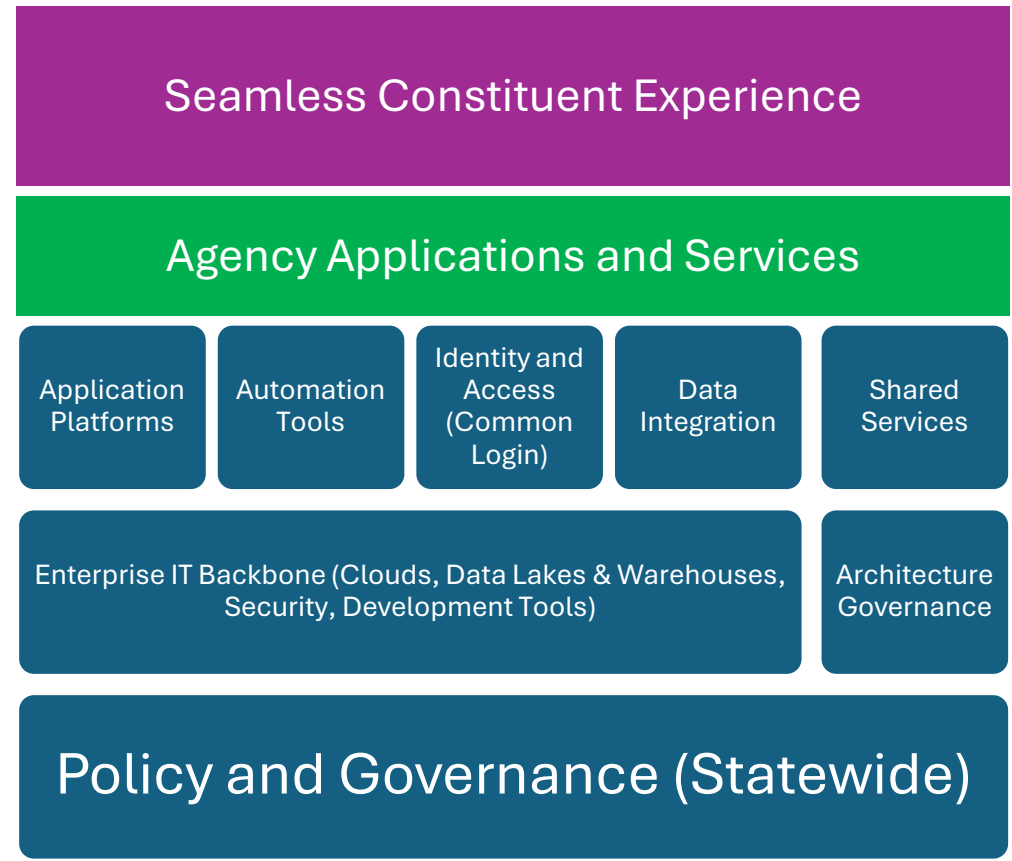 Seamless Constituent Experience
Agency Applications and Services
Application
Platforms
Automation
Tools
Identity and
Access
(Common
Login)
Data
Integration
Shared
Services
Enterprise IT Backbone (Clouds, Data Lakes & Warehouses,
Security, Development Tools)
Architecture
Governance
Policy and Governance (Statewide)